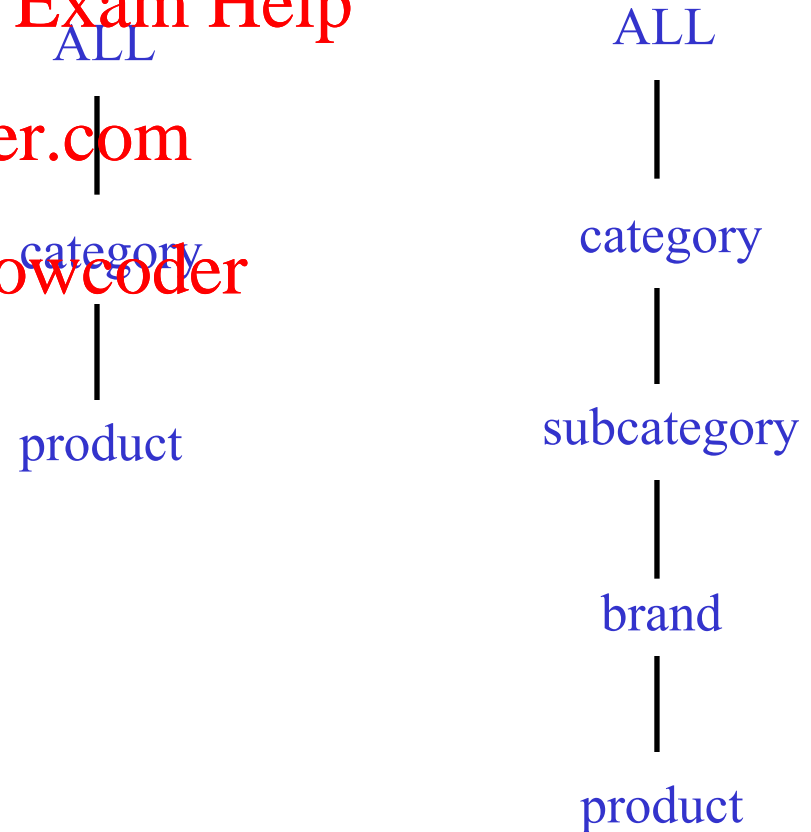 Exam Help
ALL
er.com
category
owcoder
product
ALL
category
subcategory
brand
product